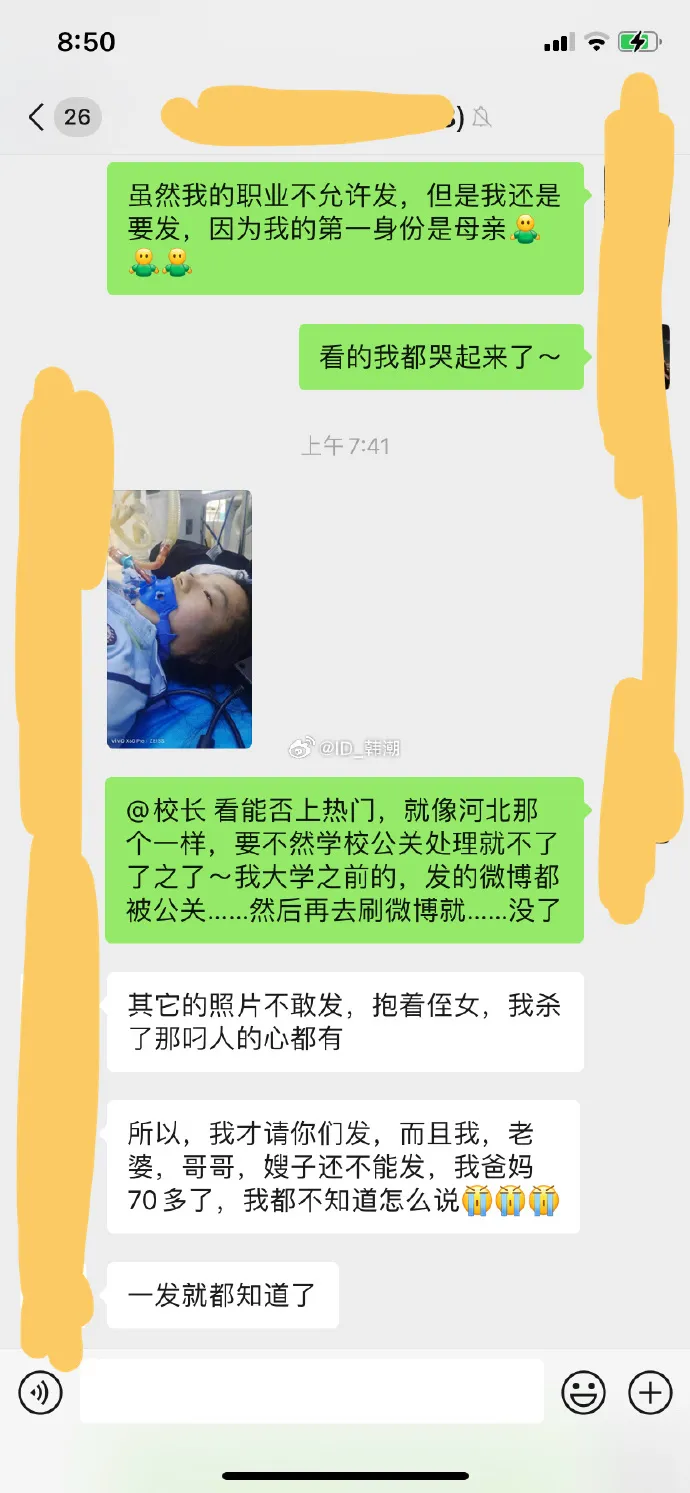 8:50
26
)
虽然我的职业不允许发，但是我还是
要发，因为我的第一身份是母亲
看的我都哭起来了～
上午 7:41
@ID_韩潮
@校长 看能否上热门，就像河北那
个一样，要不然学校公关处理就不了
了之了～我大学之前的，发的微博都
被公关……然后再去刷微博就……没了
其它的照片不敢发，抱着侄女，我杀
了那叼人的心都有
所以，我才请你们发，而且我，老
婆，哥哥，嫂子还不能发，我爸妈
70多了，我都不知道怎么说
一发就都知道了